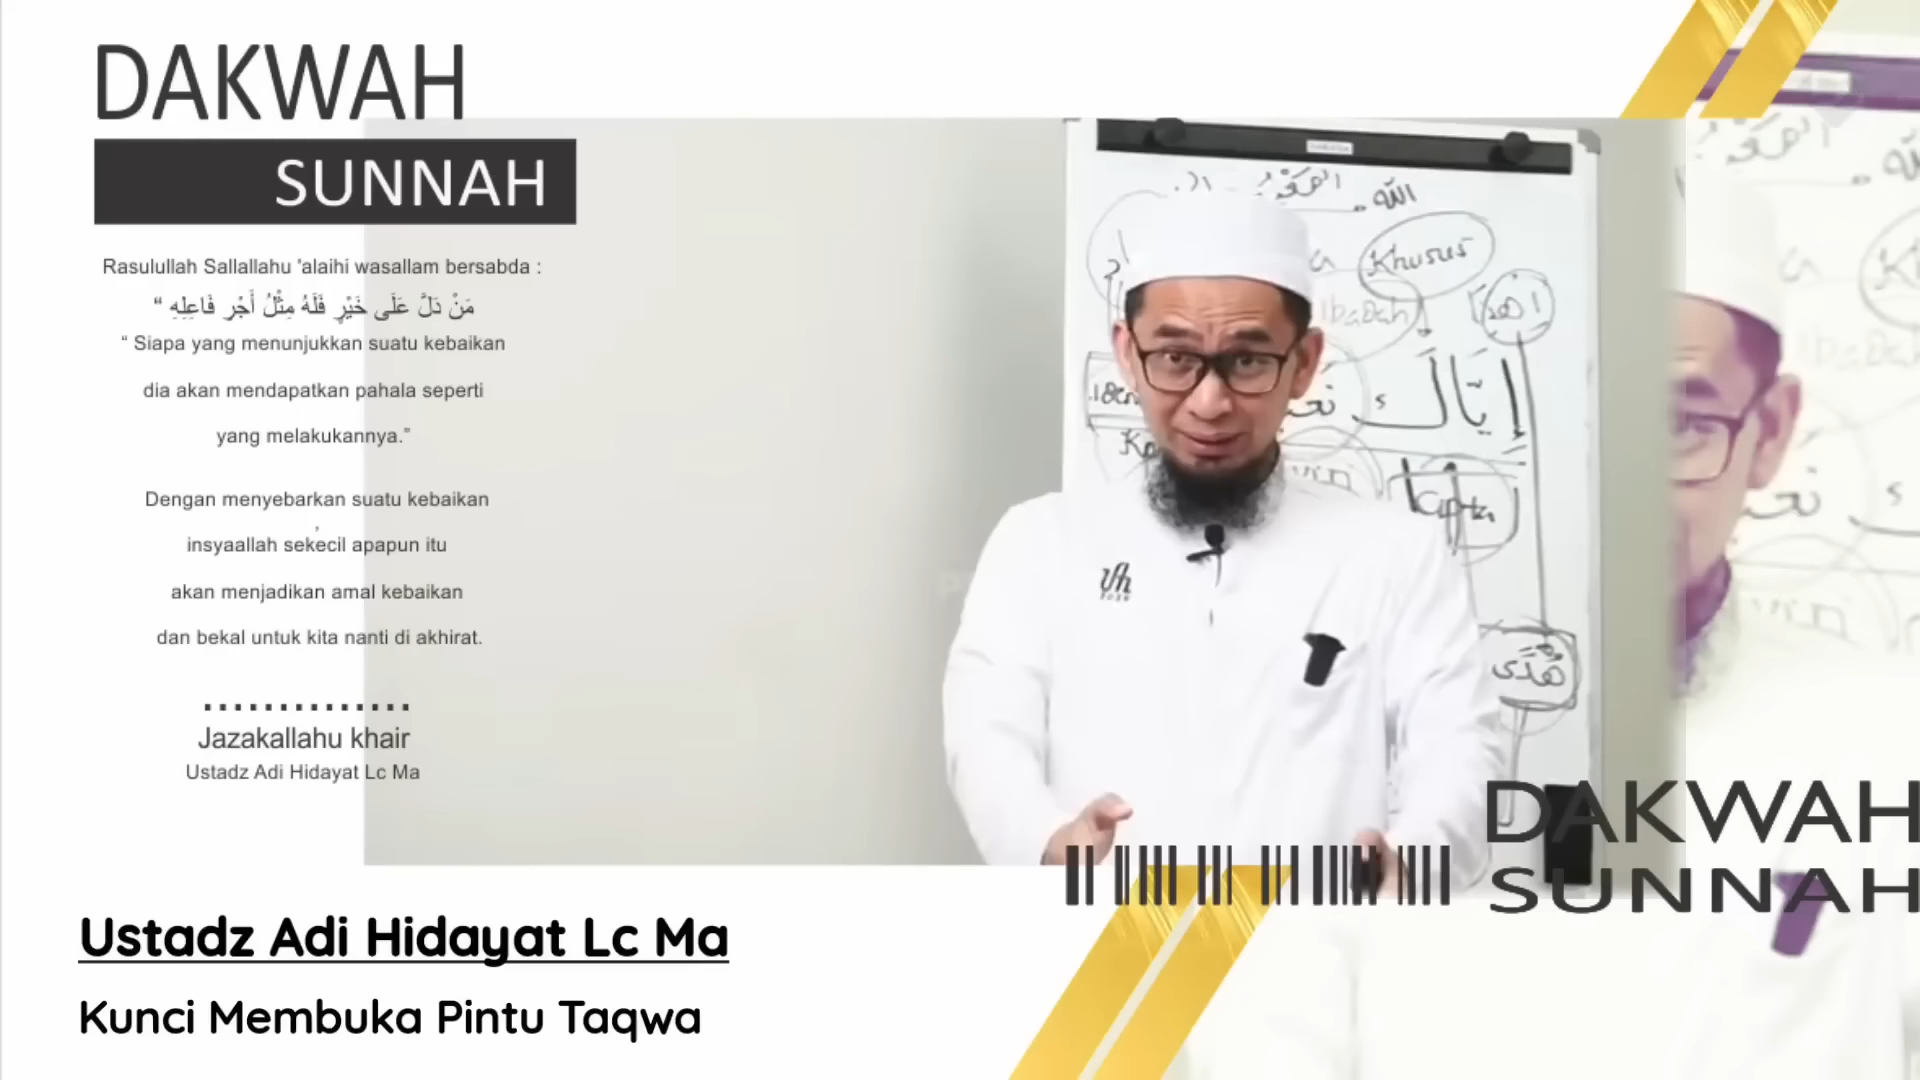 DAKWAH
SUNNAH
Rasulullah Sallallahu 'alaihi wasallam bersabda :
مَنْ دَلَّ عَلَى خَيْرٍ فَلَهُ مِثْلُ أَجْرِ فَاعِلِهِ “
“ Siapa yang menunjukkan suatu kebaikan
dia akan mendapatkan pahala seperti
yang melakukannya.”
Dengan menyebarkan suatu kebaikan
insyaallah sekecil apapun itu
akan menjadikan amal kebaikan
dan bekal untuk kita nanti di akhirat.
Jazakallahu khair
Ustadz Adi Hidayat Lc Ma
الله
Khusus
IbaDah
إِيَّاكَ
Cipta
هُدًى
DAKWAH
SUNNAH
Ustadz Adi Hidayat Lc Ma
Kunci Membuka Pintu Taqwa